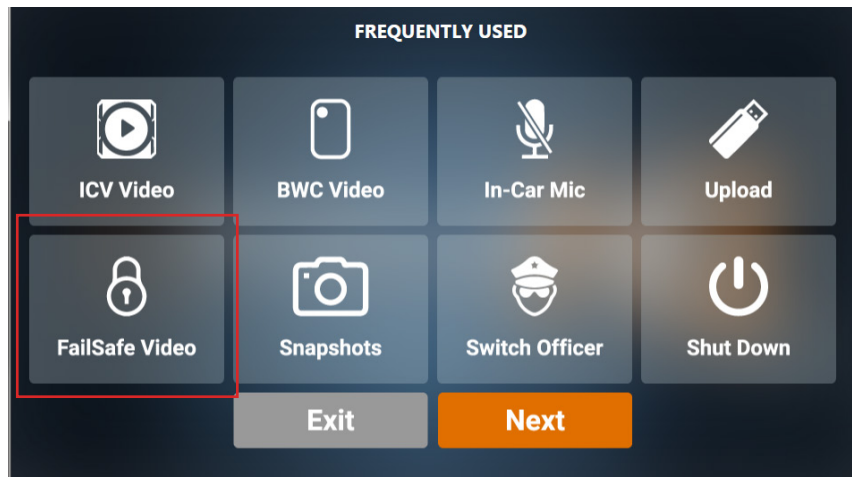 FREQUENTLY USED
ICV Video
BWC Video
In-Car Mic
Upload
FailSafe Video
Snapshots
Switch Officer
Shut Down
Exit
Next